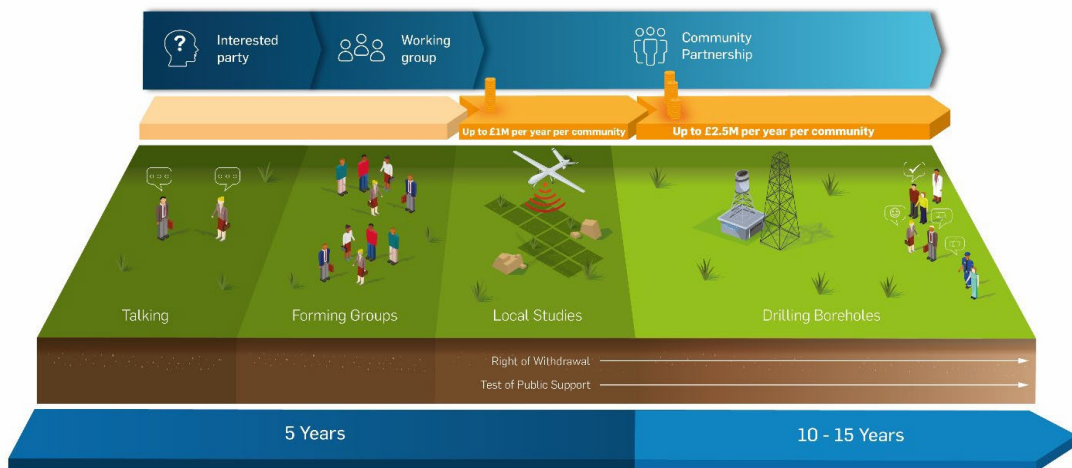 Interested
party
Working
group
Community
Partnership
Up to £1M per year per community
Up to £2.5M per year per community
Talking
Forming Groups
Local Studies
Drilling Boreholes
Right of Withdrawal
Test of Public Support
5 Years
10 - 15 Years